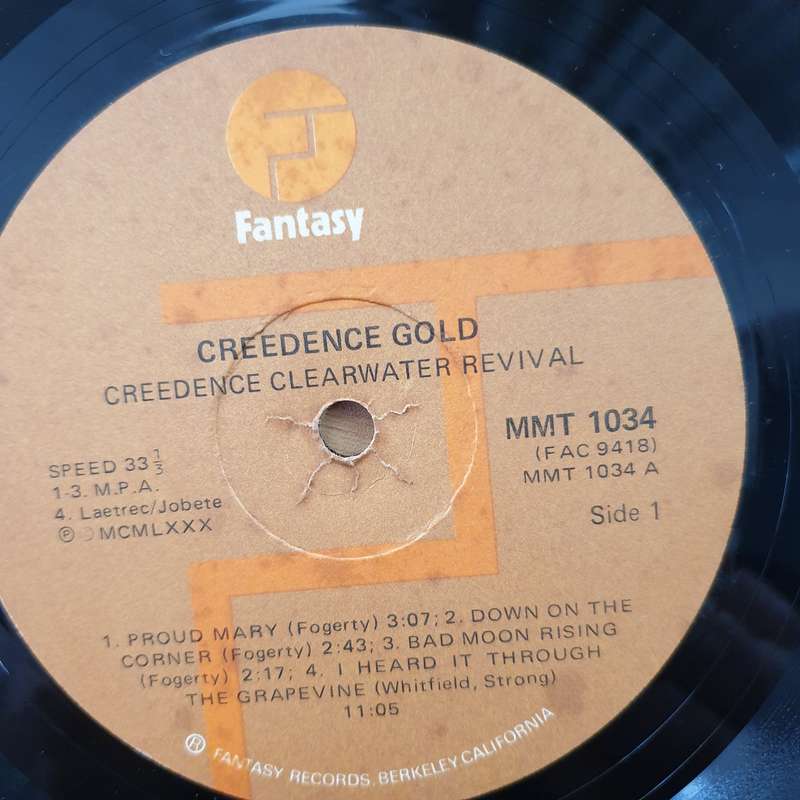 Fantasy
CREEDENCE GOLD
CREEDENCE CLEARWATER REVIVAL
MMT 1034
(FAC 9418)
MMT 1034 A
Side 1
SPEED 33 1/3
1-3. M.P.A.
4. Laetrec/Jobete
Ⓟ MCMLXXX
1. PROUD MARY (Fogerty) 3:07; 2. DOWN ON THE
CORNER (Fogerty) 2:43; 3. BAD MOON RISING
(Fogerty) 2:17; 4. I HEARD IT THROUGH
THE GRAPEVINE (Whitfield, Strong)
11:05
® FANTASY RECORDS, BERKELEY, CALIFORNIA